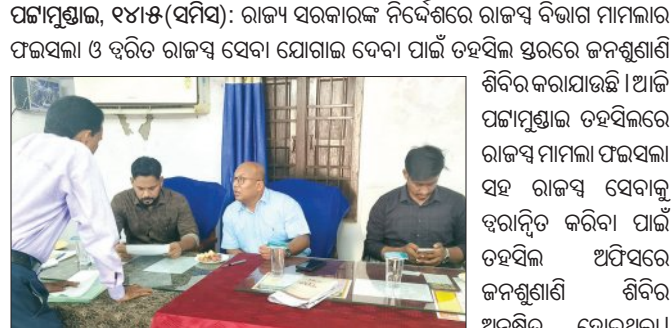 ପଟ୍ଟାମୁଣ୍ଡାଇ, ୧୪।୫(ସମିସ): ରାଜ୍ୟ ସରକାରଙ୍କ ନିର୍ଦ୍ଦେଶରେ ରାଜସ୍ୱ ବିଭାଗ ମାମଲାର
ଫଇସଲା ଓ ତ୍ୱରିତ ରାଜସ୍ୱ ସେବା ଯୋଗାଇ ଦେବା ପାଇଁ ତହସିଲ ସ୍ତରରେ ଜନଶୁଣାଣି
ଶିବିର କରାଯାଉଛି । ଆଜି
ପଟ୍ଟାମୁଣ୍ଡାଇ ତହସିଲରେ
ରାଜସ୍ୱ ମାମଲା ଫଇସଲା
ସହ ରାଜସ୍ୱ ସେବାକୁ
ତ୍ୱରାନ୍ୱିତ କରିବା ପାଇଁ
ତହସିଲ ଅଫିସରେ
ଜନଶୁଣାଣି ଶିବିର